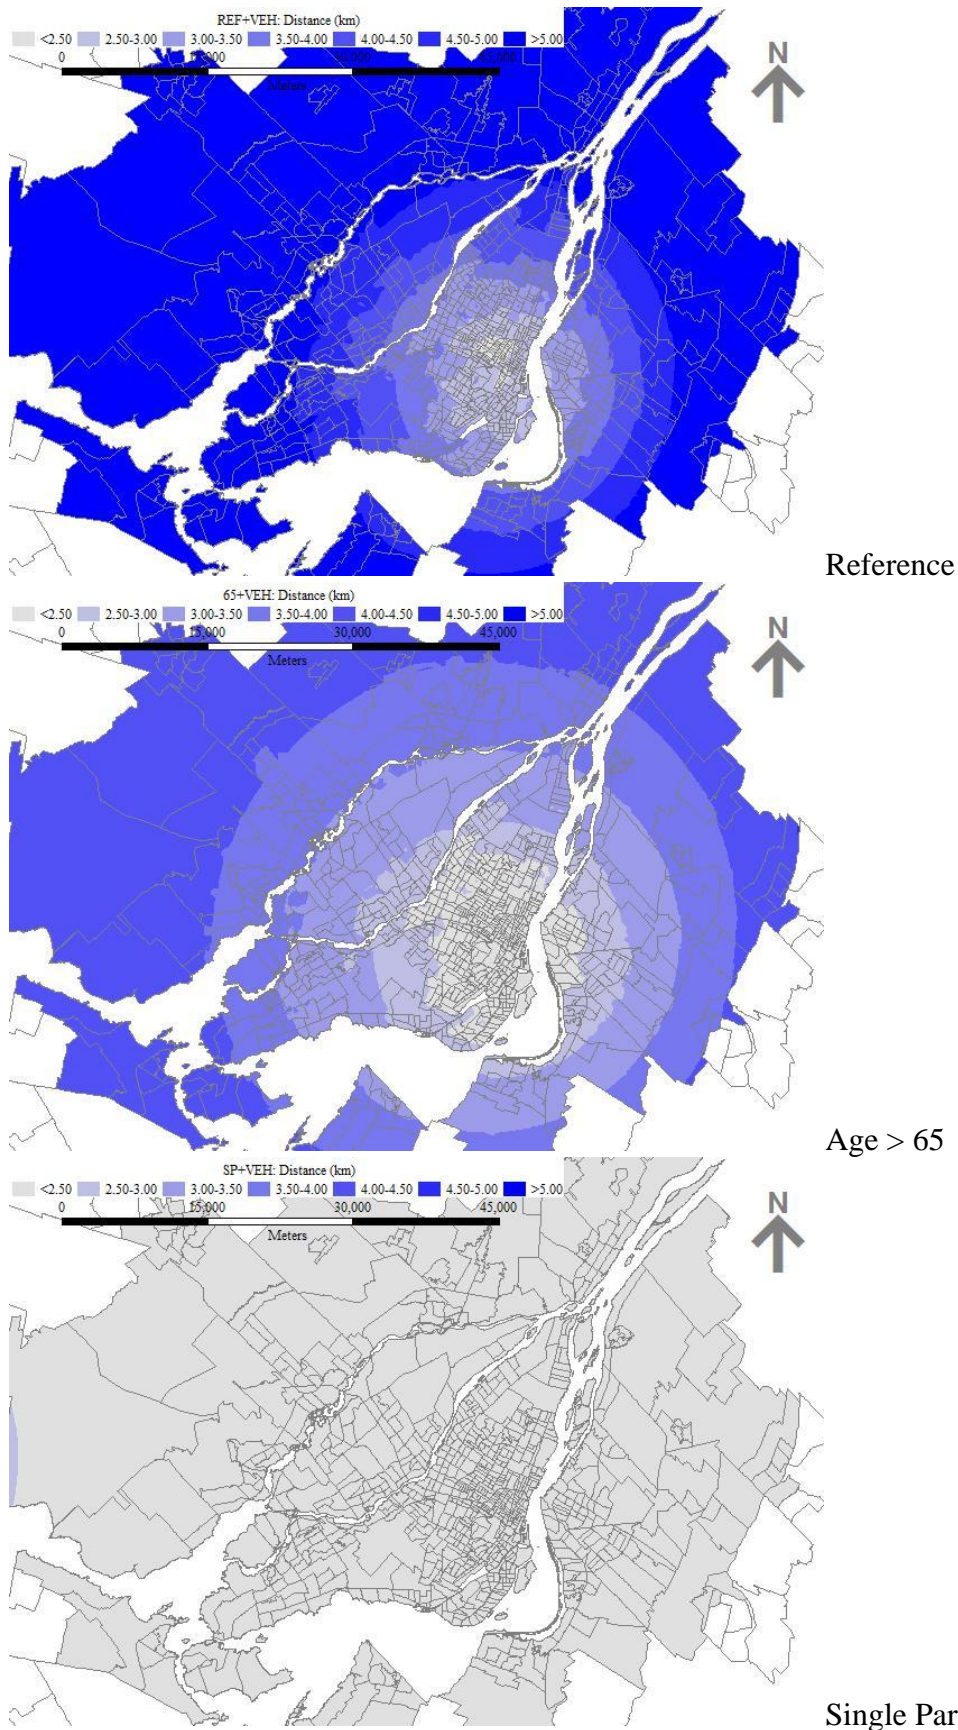 REF+VEH: Distance (km)
<2.50 2.50-3.00 3.00-3.50 3.50-4.00 4.00-4.50 4.50-5.00 >5.00
0 15,000 30,000 45,000
Meters
N
Reference
65+VEH: Distance (km)
<2.50 2.50-3.00 3.00-3.50 3.50-4.00 4.00-4.50 4.50-5.00 >5.00
0 15,000 30,000 45,000
Meters
N
Age > 65
SP+VEH: Distance (km)
<2.50 2.50-3.00 3.00-3.50 3.50-4.00 4.00-4.50 4.50-5.00 >5.00
0 15,000 30,000 45,000
Meters
N
Single Par